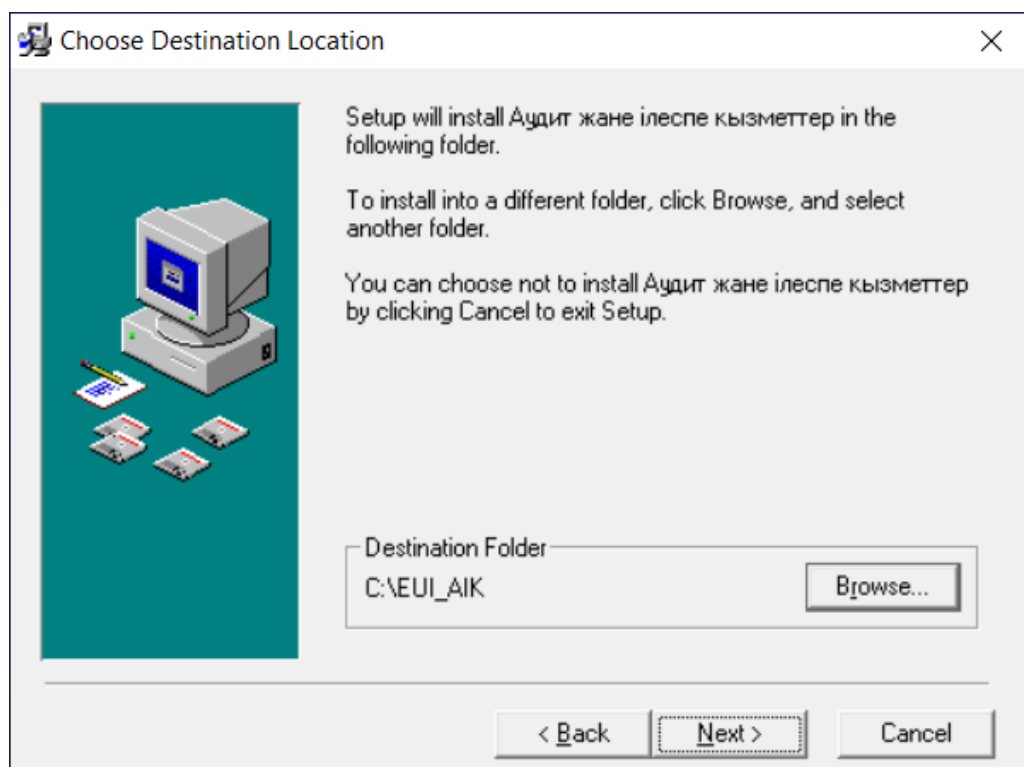 Choose Destination Location
Setup will install Аудит жане ілеспе кызметтер in the
following folder.
To install into a different folder, click Browse, and select
another folder.
You can choose not to install Аудит жане ілеспе кызметтер
by clicking Cancel to exit Setup.
Destination Folder
C:\EUI_AIK
Browse...
< Back
Next >
Cancel